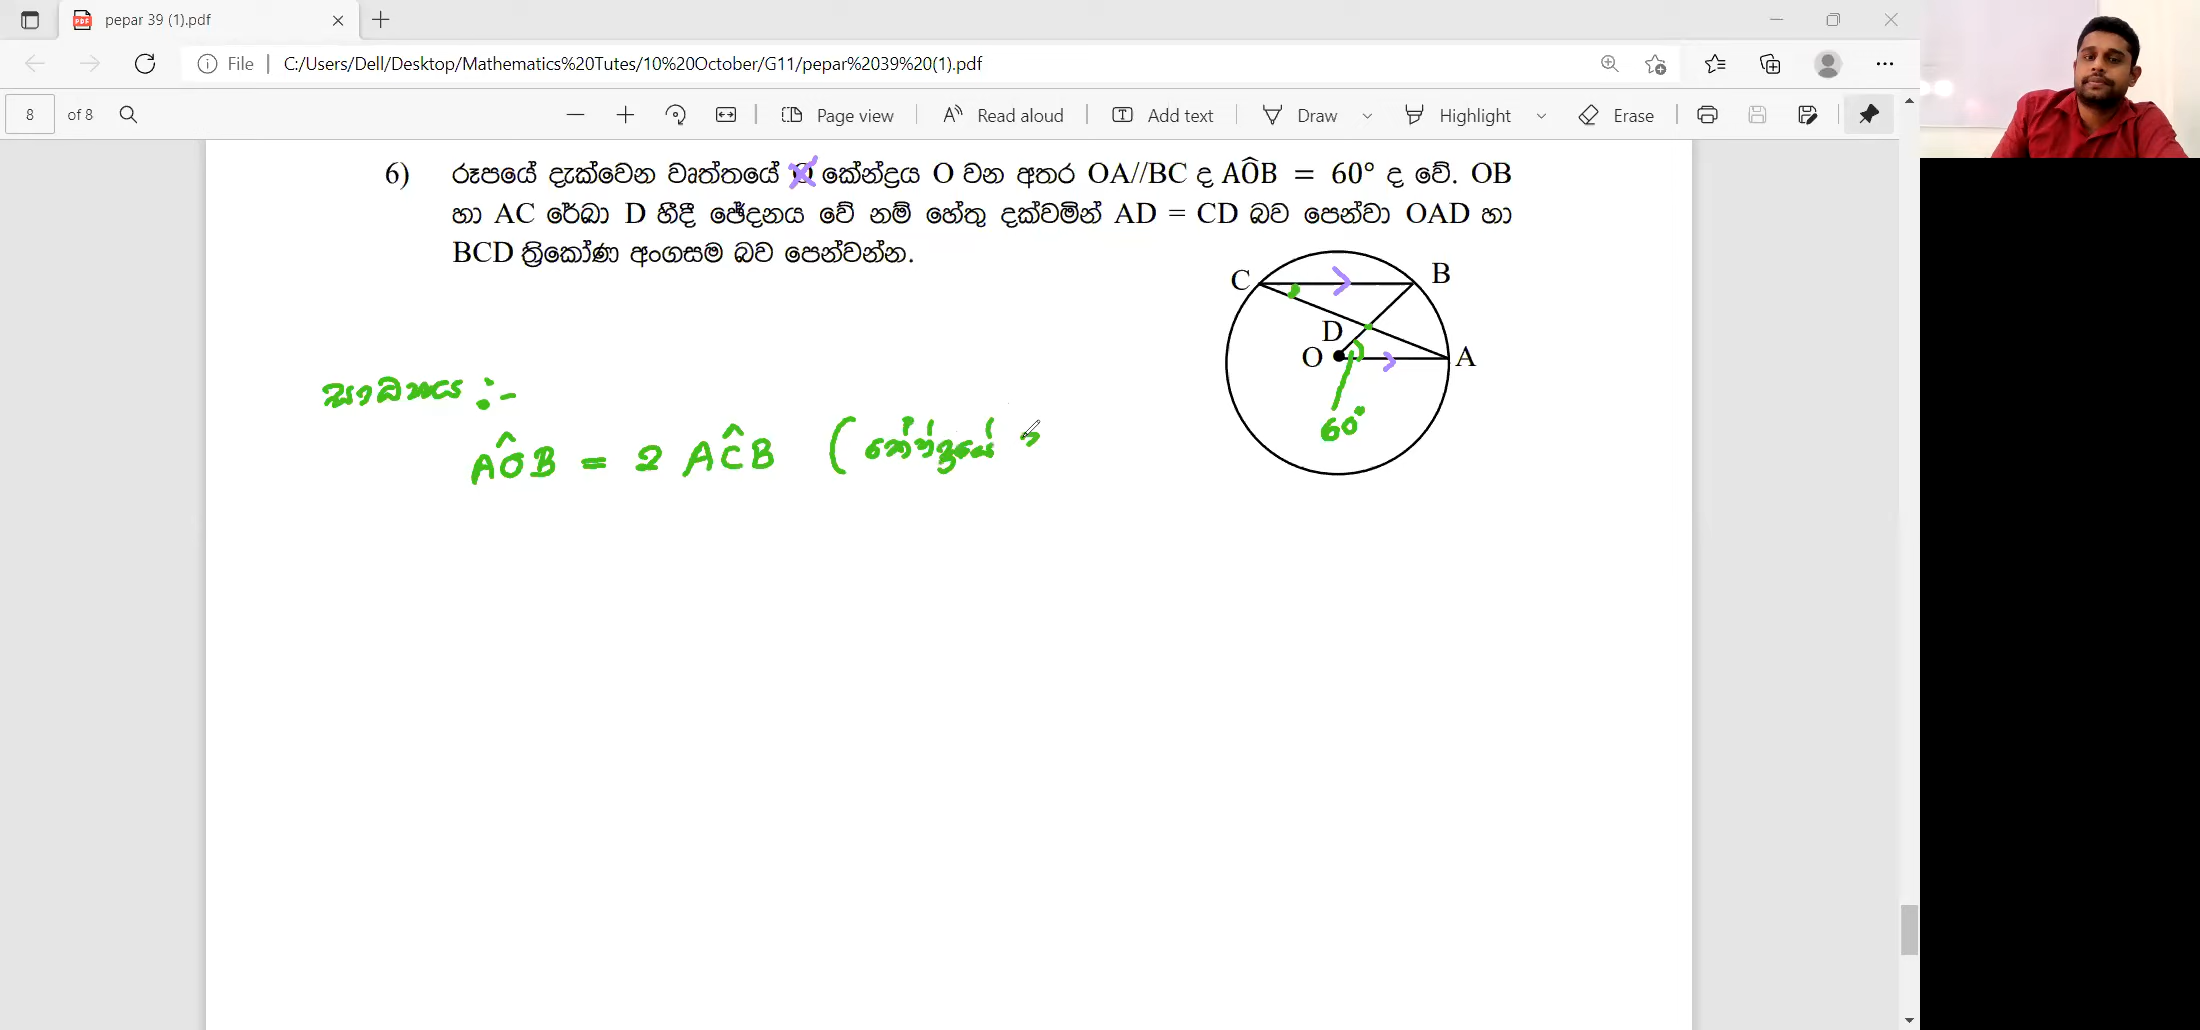 pepar 39 (1).pdf
File C:/Users/Dell/Desktop/Mathematics%20Tutes/10%20October/G11/pepar%2039%20(1).pdf
8 of 8 Page view Read aloud Add text Draw Highlight Erase
6) රූපයේ දැක්වෙන වෘත්තයේ O කේන්ද්‍රය O වන අතර OA//BC ද AÔB = 60° ද වේ. OB
හා AC රේඛා D හිදී ඡේදනය වේ නම් හේතු දක්වමින් AD = CD බව පෙන්වා OAD හා
BCD ත්‍රිකෝණ අංගසම බව පෙන්වන්න.
C B
D
O A
60°
සාධනය :-
AÔB = 2 AĈB ( කේන්ද්‍රයේ